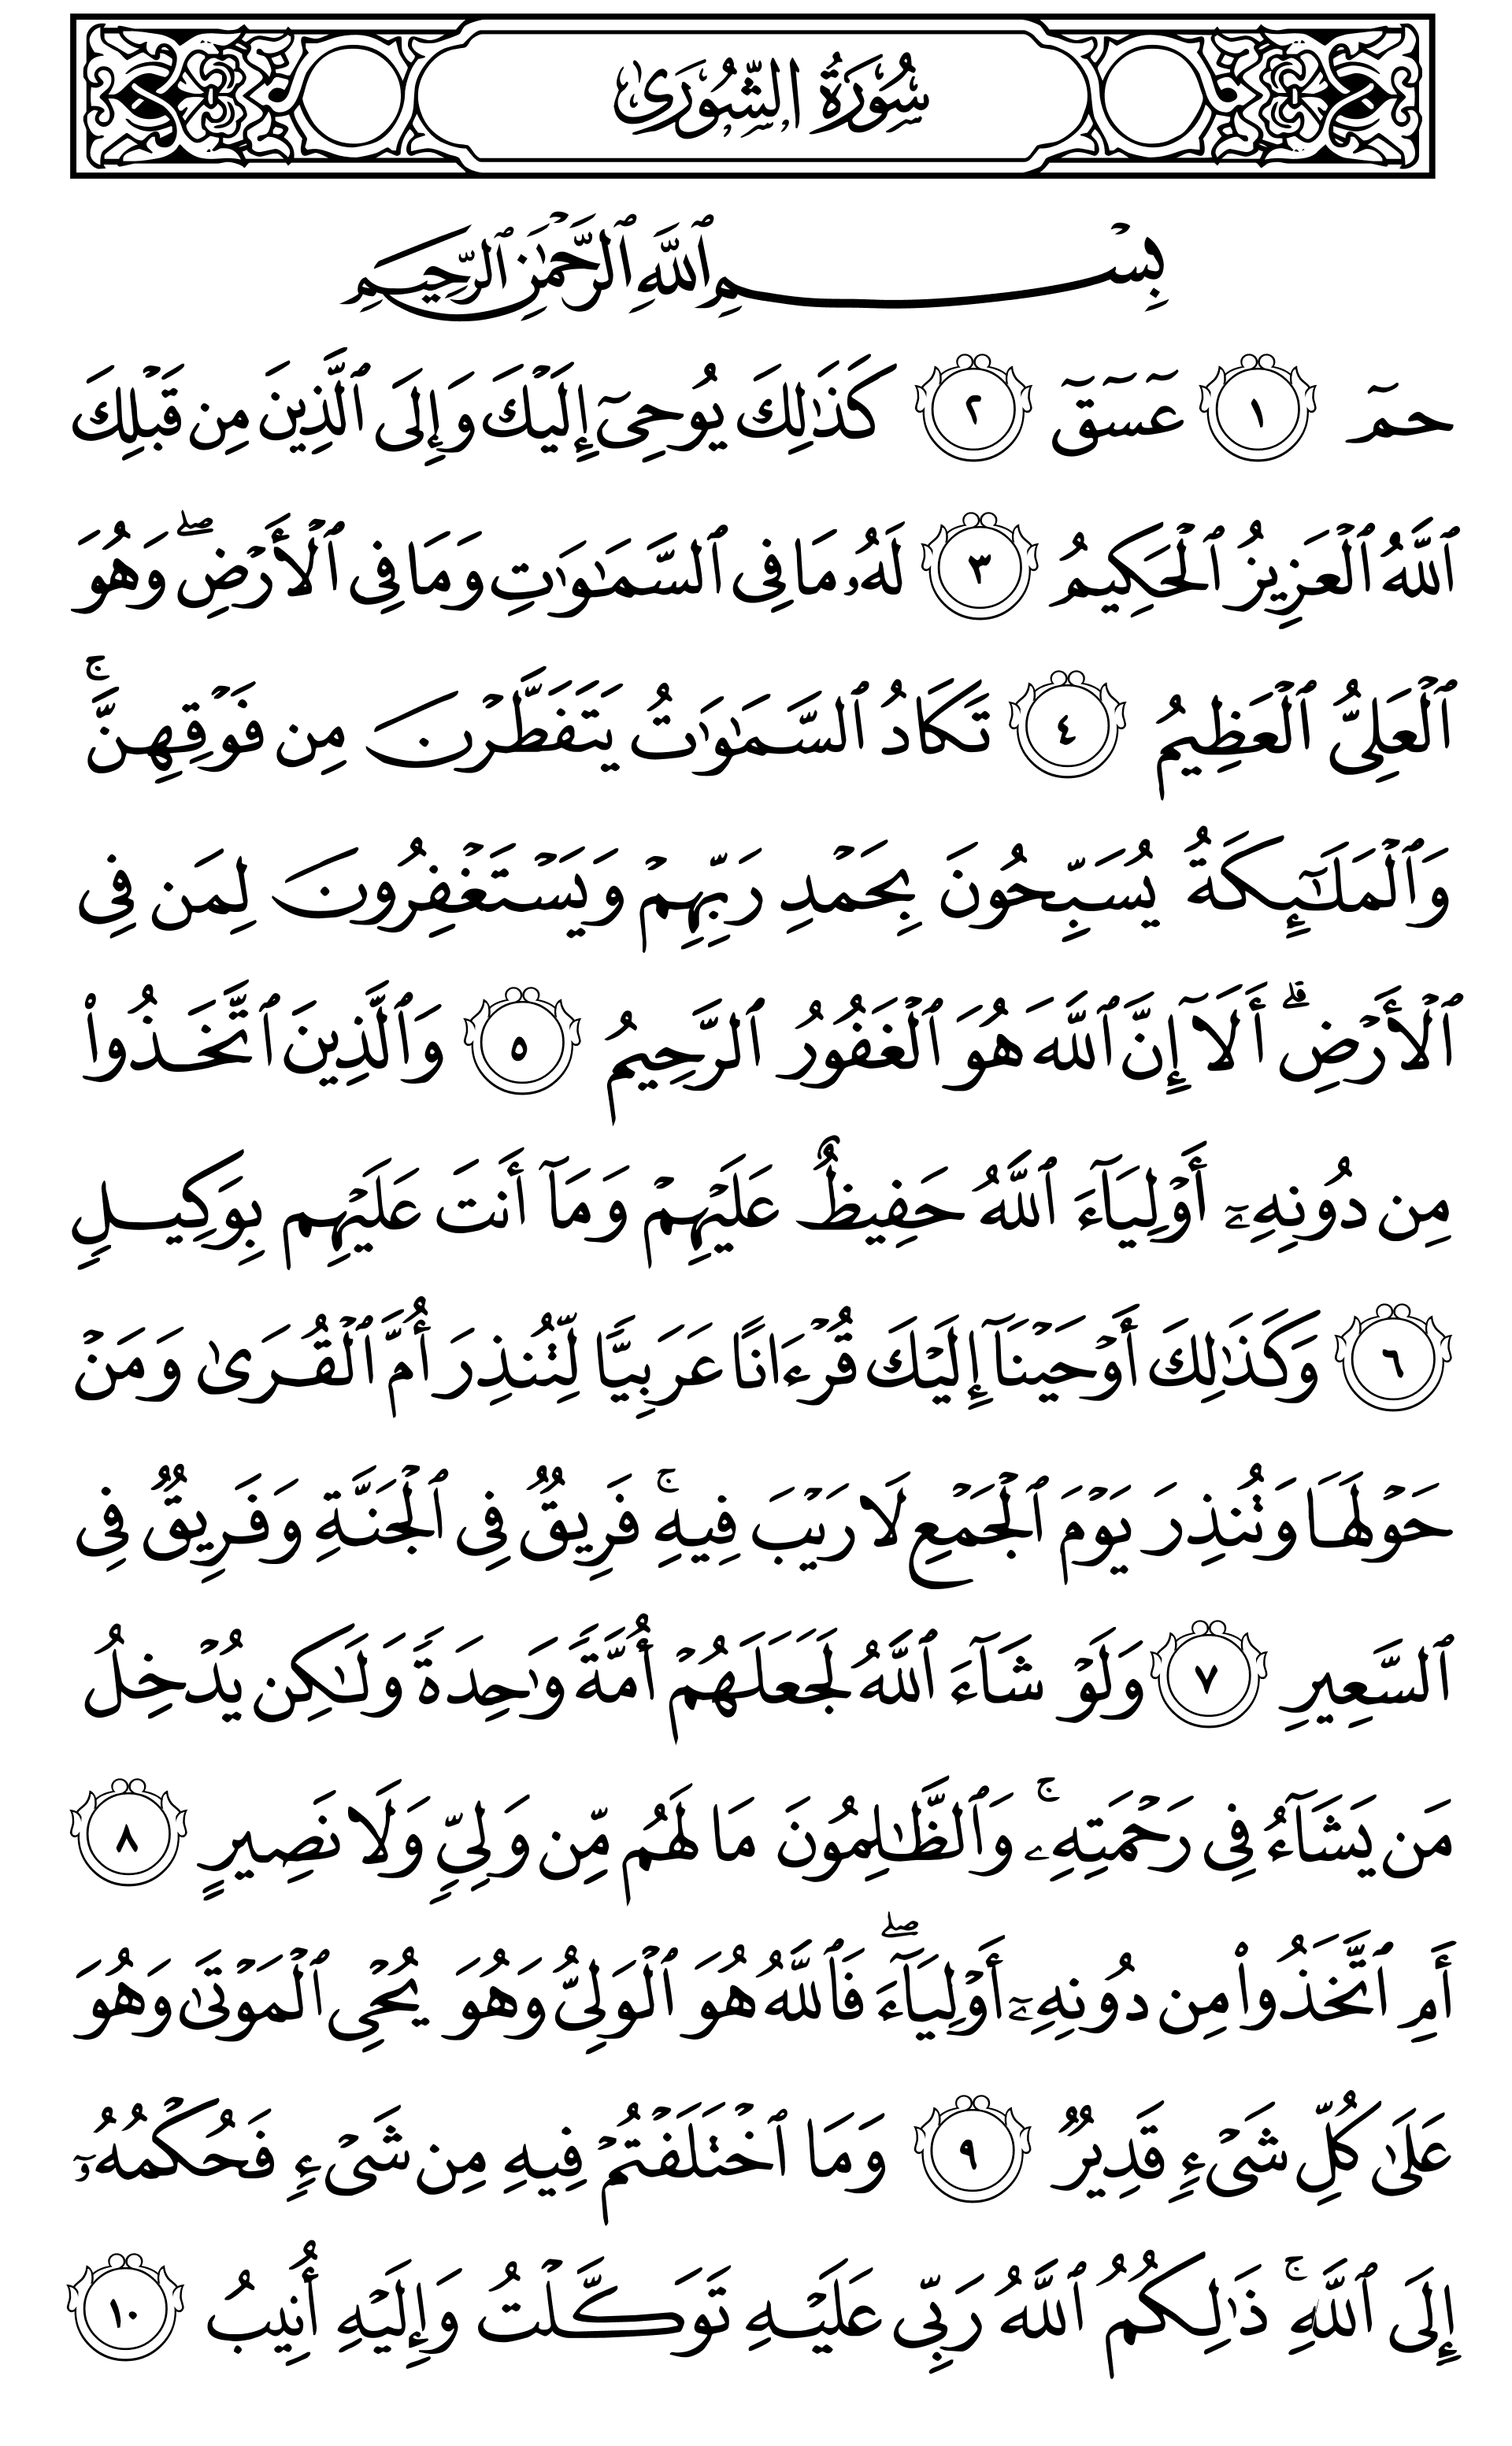 سُورَةُ الشُّورَىٰ
بِسْمِ ٱللَّهِ ٱلرَّحْمَٰنِ ٱلرَّحِيمِ
حمٓ ١ عٓسٓقٓ ٢ كَذَٰلِكَ يُوحِىٓ إِلَيْكَ وَإِلَى ٱلَّذِينَ مِن قَبْلِكَ
ٱللَّهُ ٱلْعَزِيزُ ٱلْحَكِيمُ ٣ لَهُۥ مَا فِى ٱلسَّمَٰوَٰتِ وَمَا فِى ٱلْأَرْضِۖ وَهُوَ
ٱلْعَلِىُّ ٱلْعَظِيمُ ٤ تَكَادُ ٱلسَّمَٰوَٰتُ يَتَفَطَّرْنَ مِن فَوْقِهِنَّۚ
وَٱلْمَلَٰٓئِكَةُ يُسَبِّحُونَ بِحَمْدِ رَبِّهِمْ وَيَسْتَغْفِرُونَ لِمَن فِى
ٱلْأَرْضِۗ أَلَآ إِنَّ ٱللَّهَ هُوَ ٱلْغَفُورُ ٱلرَّحِيمُ ٥ وَٱلَّذِينَ ٱتَّخَذُوا۟
مِن دُونِهِۦٓ أَوْلِيَآءَ ٱللَّهُ حَفِيظٌ عَلَيْهِمْ وَمَآ أَنتَ عَلَيْهِم بِوَكِيلٍ
٦ وَكَذَٰلِكَ أَوْحَيْنَآ إِلَيْكَ قُرْءَانًا عَرَبِيًّا لِّتُنذِرَ أُمَّ ٱلْقُرَىٰ وَمَنْ
حَوْلَهَا وَتُنذِرَ يَوْمَ ٱلْجَمْعِ لَا رَيْبَ فِيهِۚ فَرِيقٌ فِى ٱلْجَنَّةِ وَفَرِيقٌ فِى
ٱلسَّعِيرِ ٧ وَلَوْ شَآءَ ٱللَّهُ لَجَعَلَهُمْ أُمَّةً وَٰحِدَةً وَلَٰكِن يُدْخِلُ
مَن يَشَآءُ فِى رَحْمَتِهِۦۚ وَٱلظَّٰلِمُونَ مَا لَهُم مِّن وَلِىٍّ وَلَا نَصِيرٍ ٨
أَمِ ٱتَّخَذُوا۟ مِن دُونِهِۦٓ أَوْلِيَآءَۖ فَٱللَّهُ هُوَ ٱلْوَلِىُّ وَهُوَ يُحْىِ ٱلْمَوْتَىٰ وَهُوَ
عَلَىٰ كُلِّ شَىْءٍ قَدِيرٌ ٩ وَمَا ٱخْتَلَفْتُمْ فِيهِ مِن شَىْءٍ فَحُكْمُهُۥٓ
إِلَى ٱللَّهِۚ ذَٰلِكُمُ ٱللَّهُ رَبِّى عَلَيْهِ تَوَكَّلْتُ وَإِلَيْهِ أُنِيبُ ١٠